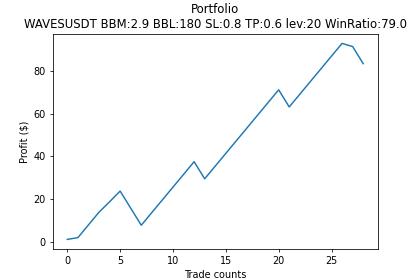 Portfolio
WAVESUSDT BBM:2.9 BBL:180 SL:0.8 TP:0.6 lev:20 WinRatio:79.0
Profit ($)
80
60
40
20
0
0 5 10 15 20 25
Trade counts